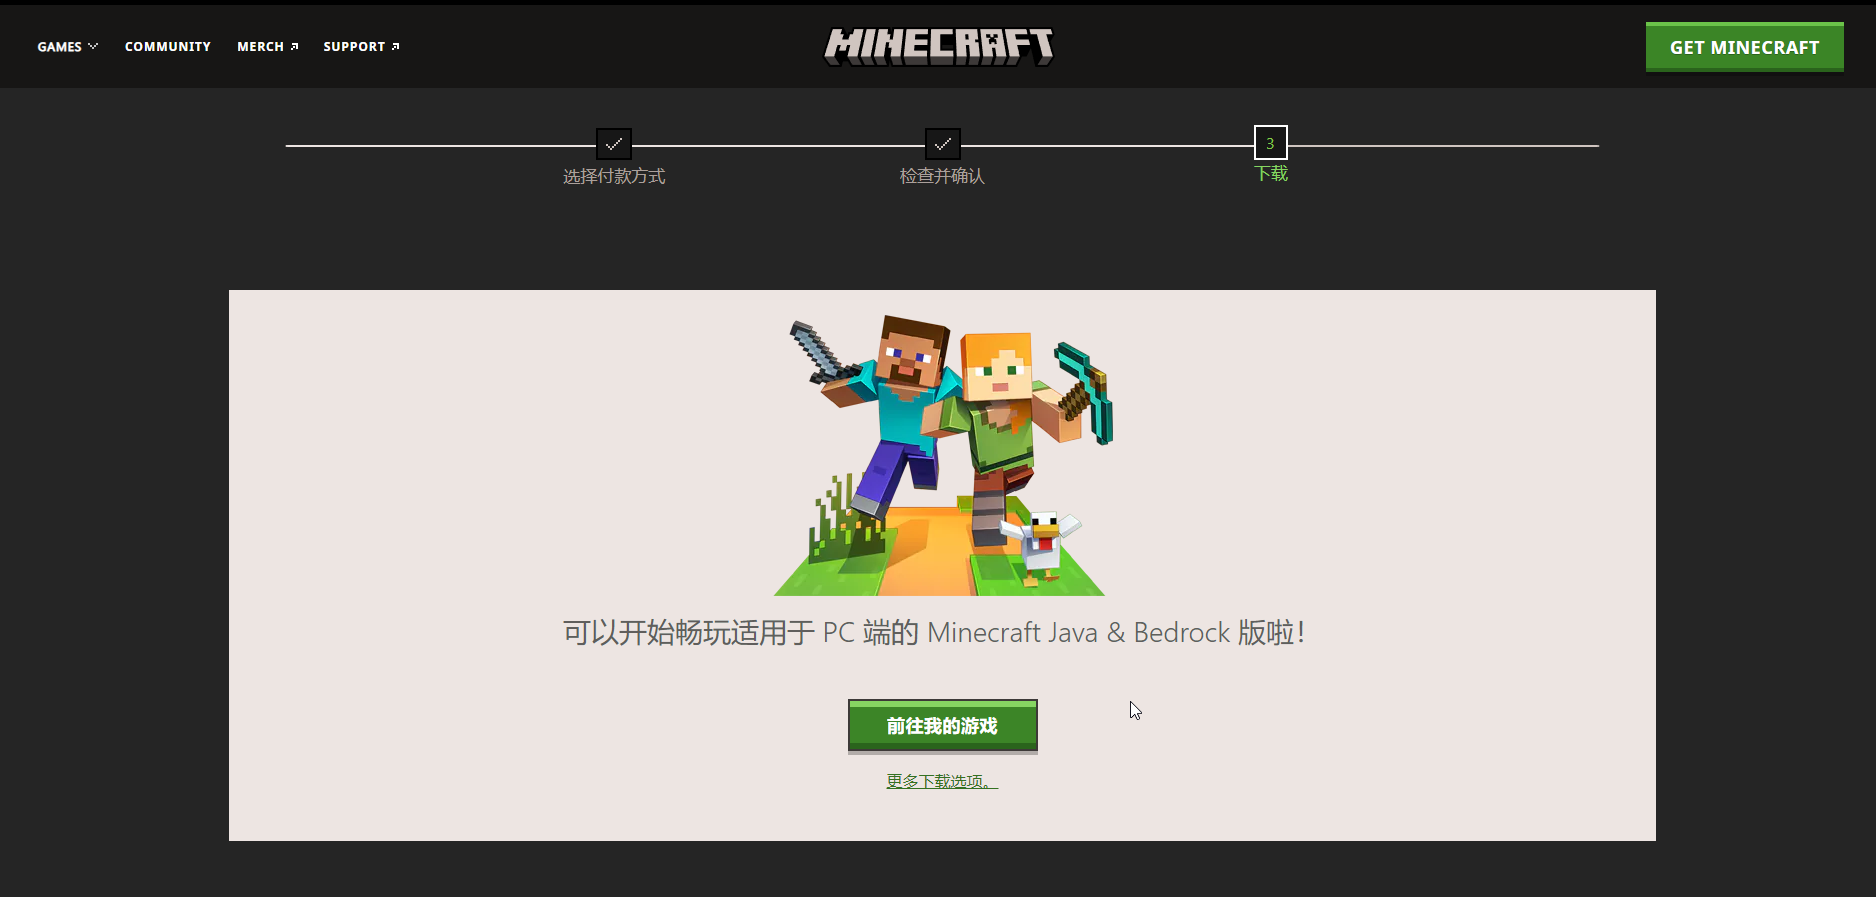 GAMES
COMMUNITY
MERCH
SUPPORT
MINECRAFT
GET MINECRAFT
3
选择付款方式
检查并确认
下载
可以开始畅玩适用于 PC 端的 Minecraft Java & Bedrock 版啦！
前往我的游戏
更多下载选项。